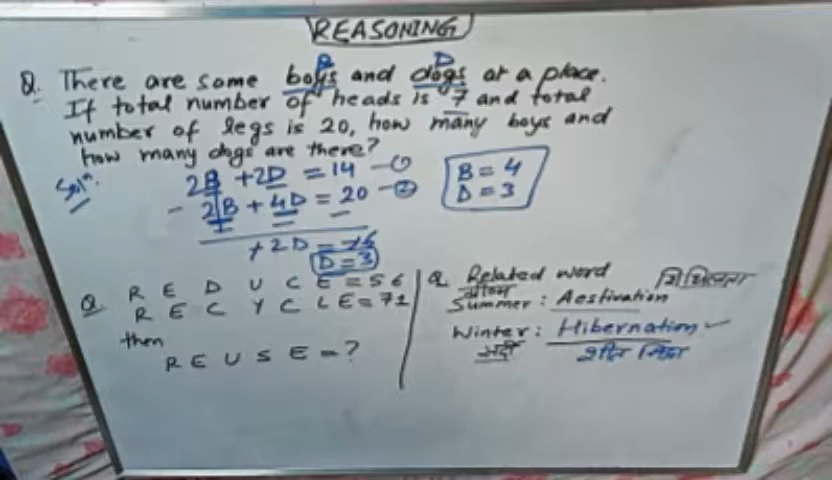 REASONING
Q. There are some boys and dogs at a place.
B D
If total number of heads is 7 and total
number of legs is 20, how many boys and
how many dogs are there?
Solⁿ.
2B + 2D = 14 - ①
- 2B + 4D = 20 - ②
+2D = +6
D = 3
B = 4
D = 3
Q R E D U C E = 56
R E C Y C L E = 71
then
R E U S E = ?
Q. Related word
Summer: Aestivation
Winter: Hibernation